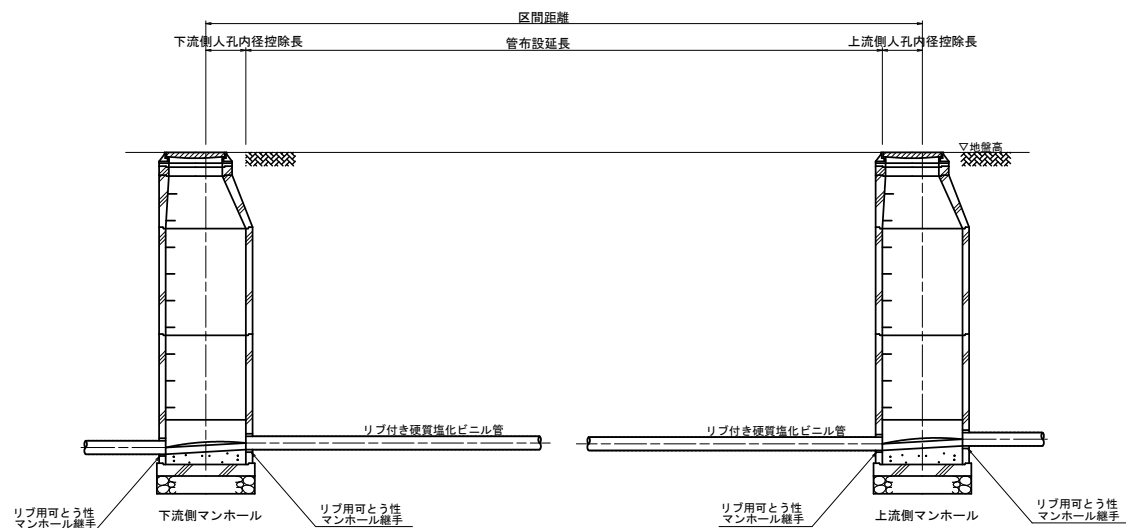 区間距離
下流側人孔内径控除長
管布設延長
上流側人孔内径控除長
▽地盤高
リブ付き硬質塩化ビニル管
リブ付き硬質塩化ビニル管
リブ用可とう性
マンホール継手
下流側マンホール
リブ用可とう性
マンホール継手
リブ用可とう性
マンホール継手
上流側マンホール
リブ用可とう性
マンホール継手